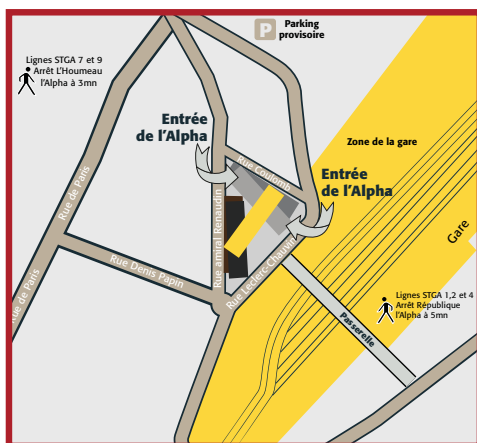 P
Parking
provisoire
Lignes STGA 7 et 9
Arrêt L'Houmeau
l'Alpha à 3mn
Entrée
de l'Alpha
Zone de la gare
Rue Coulomb
Entrée
de l'Alpha
Rue de Paris
Rue amiral Renaudin
Gare
Rue Denis Papin
Rue Leclerc-Chauvin
Rue de Paris
Lignes STGA 1,2 et 4
Arrêt République
l'Alpha à 5mn
Passerelle